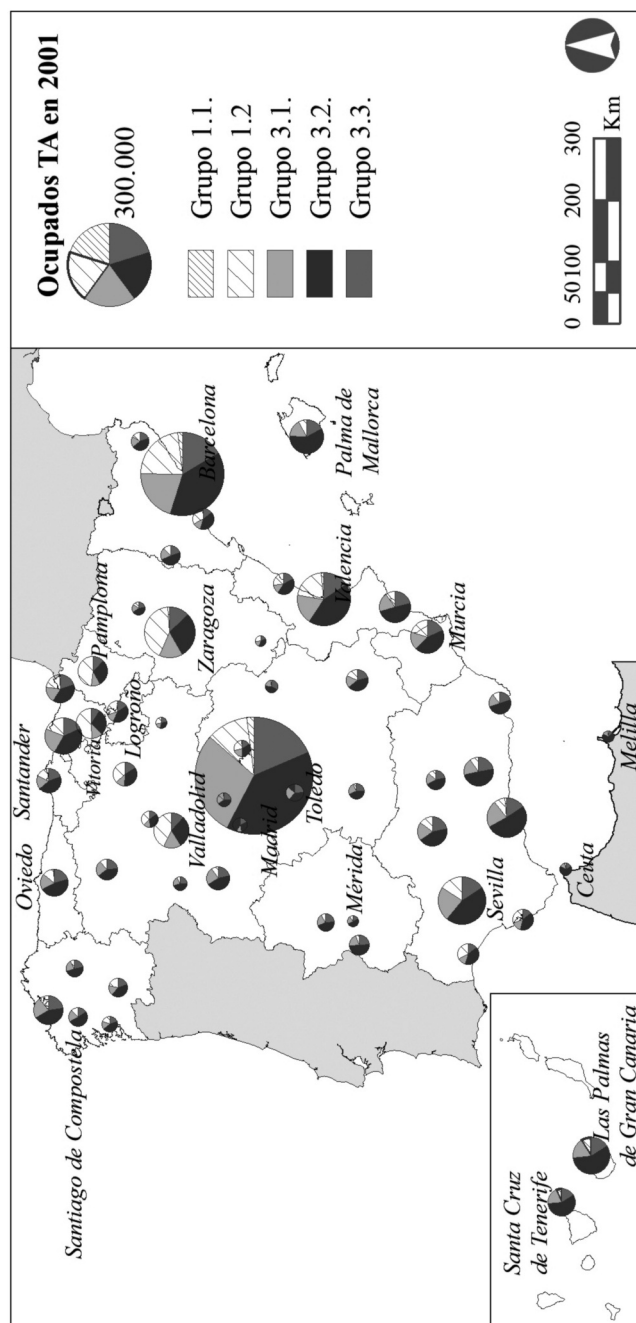 Ocupados TA en 2001
300.000
Grupo 1.1.
Grupo 1.2
Grupo 3.1.
Grupo 3.2.
Grupo 3.3.
0 50 100 200 300
Km
Santiago de Compostela
Oviedo
Santander
Vitoria
Pamplona
Logroño
Valladolid
Zaragoza
Barcelona
Madrid
Toledo
Valencia
Palma de
Mallorca
Mérida
Murcia
Sevilla
Ceuta
Melilla
Santa Cruz
de Tenerife
Las Palmas
de Gran Canaria